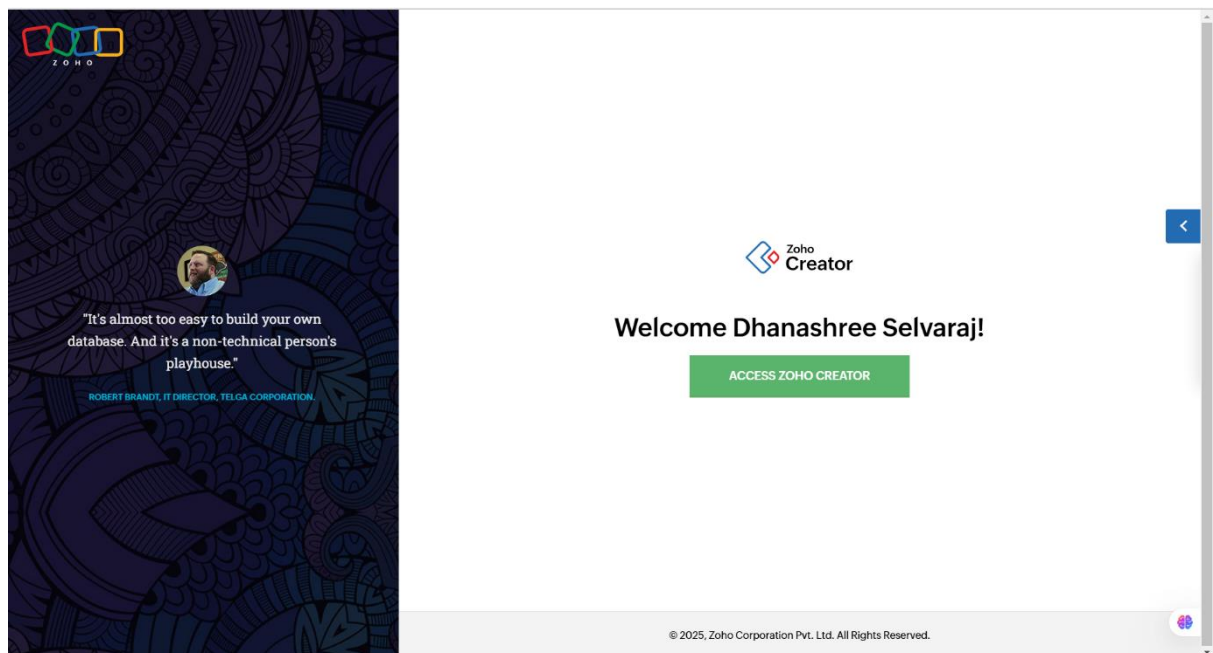 ZOHO
"It's almost too easy to build your own
database. And it's a non-technical person's
playhouse."
ROBERT BRANDT, IT DIRECTOR, TELGA CORPORATION.
Zoho
Creator
Welcome Dhanashree Selvaraj!
ACCESS ZOHO CREATOR
© 2025, Zoho Corporation Pvt. Ltd. All Rights Reserved.